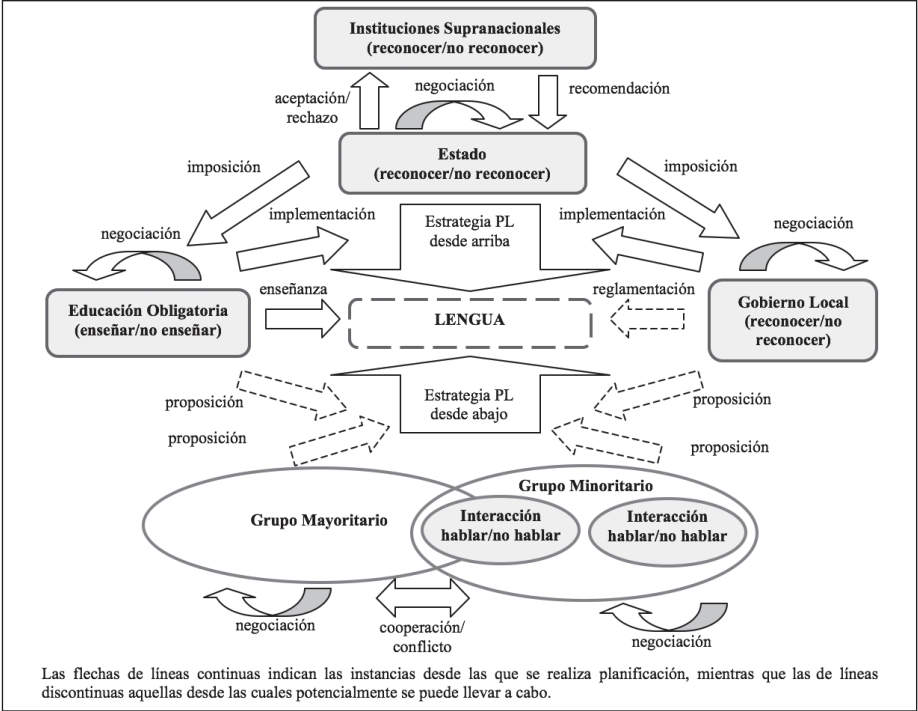 Instituciones Supranacionales
(reconocer/no reconocer)
aceptación/
rechazo
negociación
recomendación
Estado
(reconocer/no reconocer)
imposición
imposición
implementación
Estrategia PL
desde arriba
implementación
negociación
negociación
Educación Obligatoria
(enseñar/no enseñar)
enseñanza
LENGUA
reglamentación
Gobierno Local
(reconocer/no
reconocer)
proposición
Estrategia PL
desde abajo
proposición
proposición
proposición
Grupo Mayoritario
Grupo Minoritario
Interacción
hablar/no hablar
Interacción
hablar/no hablar
negociación
cooperación/
conflicto
negociación
Las flechas de líneas continuas indican las instancias desde las que se realiza planificación, mientras que las de líneas
discontinuas aquellas desde las cuales potencialmente se puede llevar a cabo.